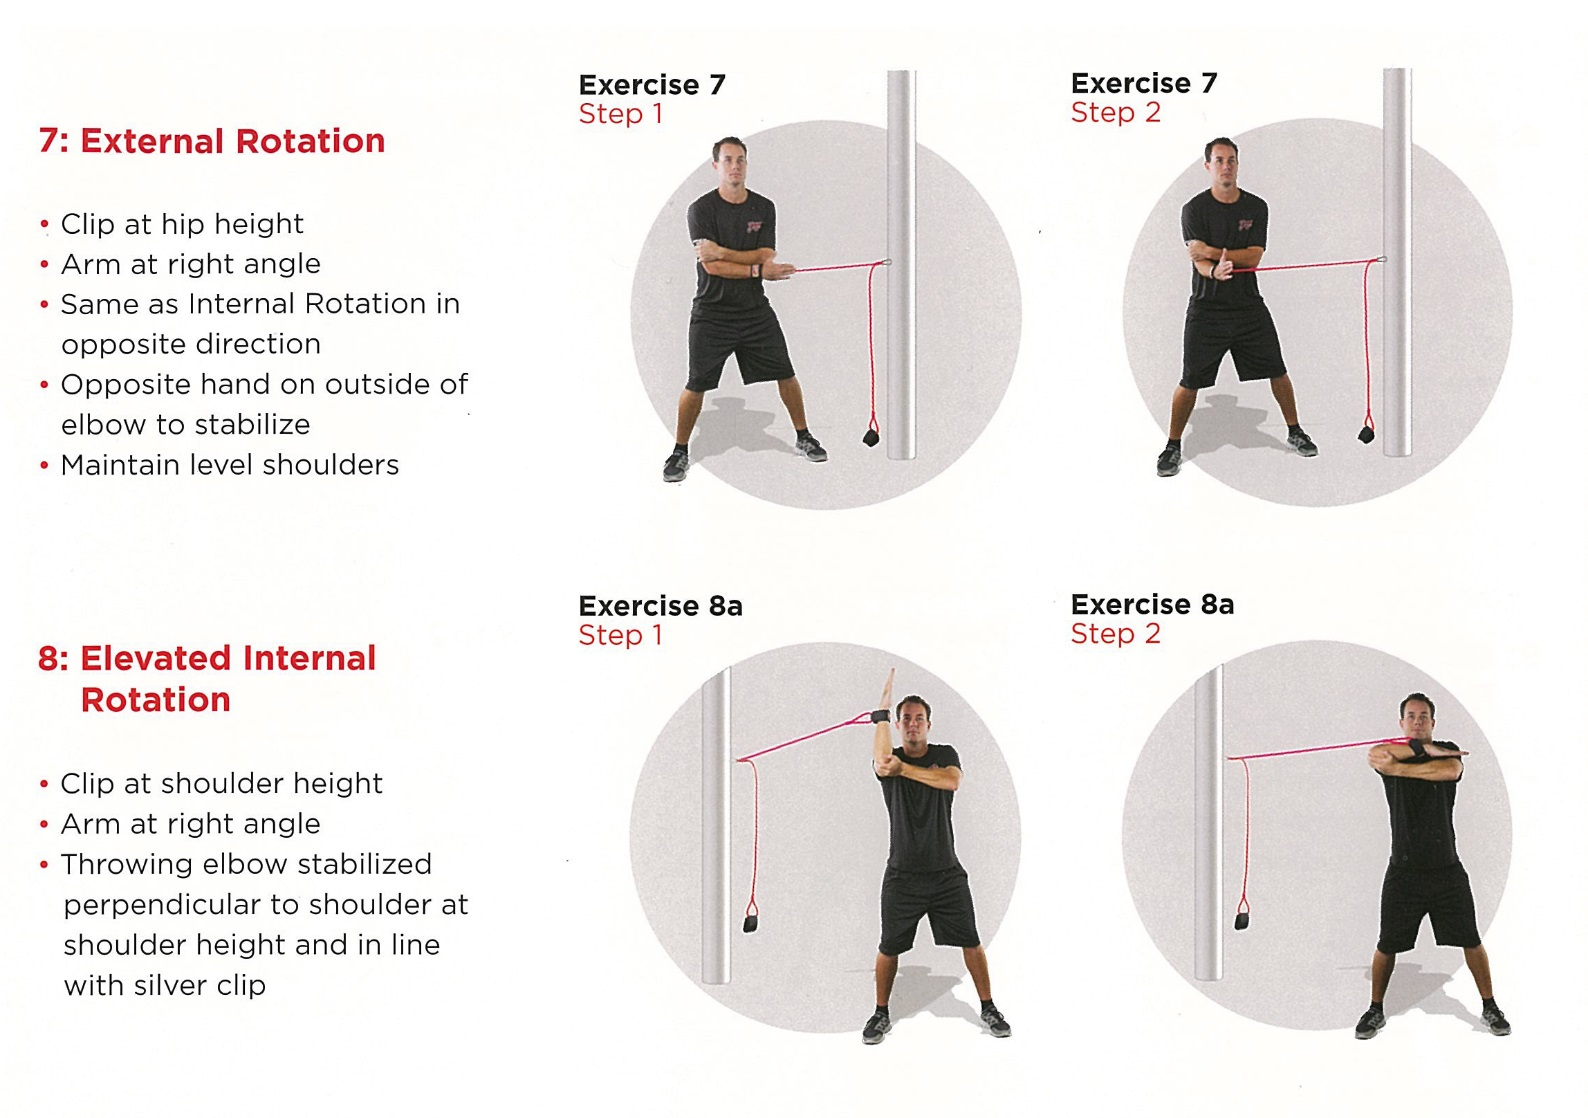 7: External Rotation
• Clip at hip height
• Arm at right angle
• Same as Internal Rotation in
opposite direction
• Opposite hand on outside of
elbow to stabilize
• Maintain level shoulders
Exercise 7
Step 1
Exercise 7
Step 2
8: Elevated Internal
Rotation
• Clip at shoulder height
• Arm at right angle
• Throwing elbow stabilized
perpendicular to shoulder at
shoulder height and in line
with silver clip
Exercise 8a
Step 1
Exercise 8a
Step 2